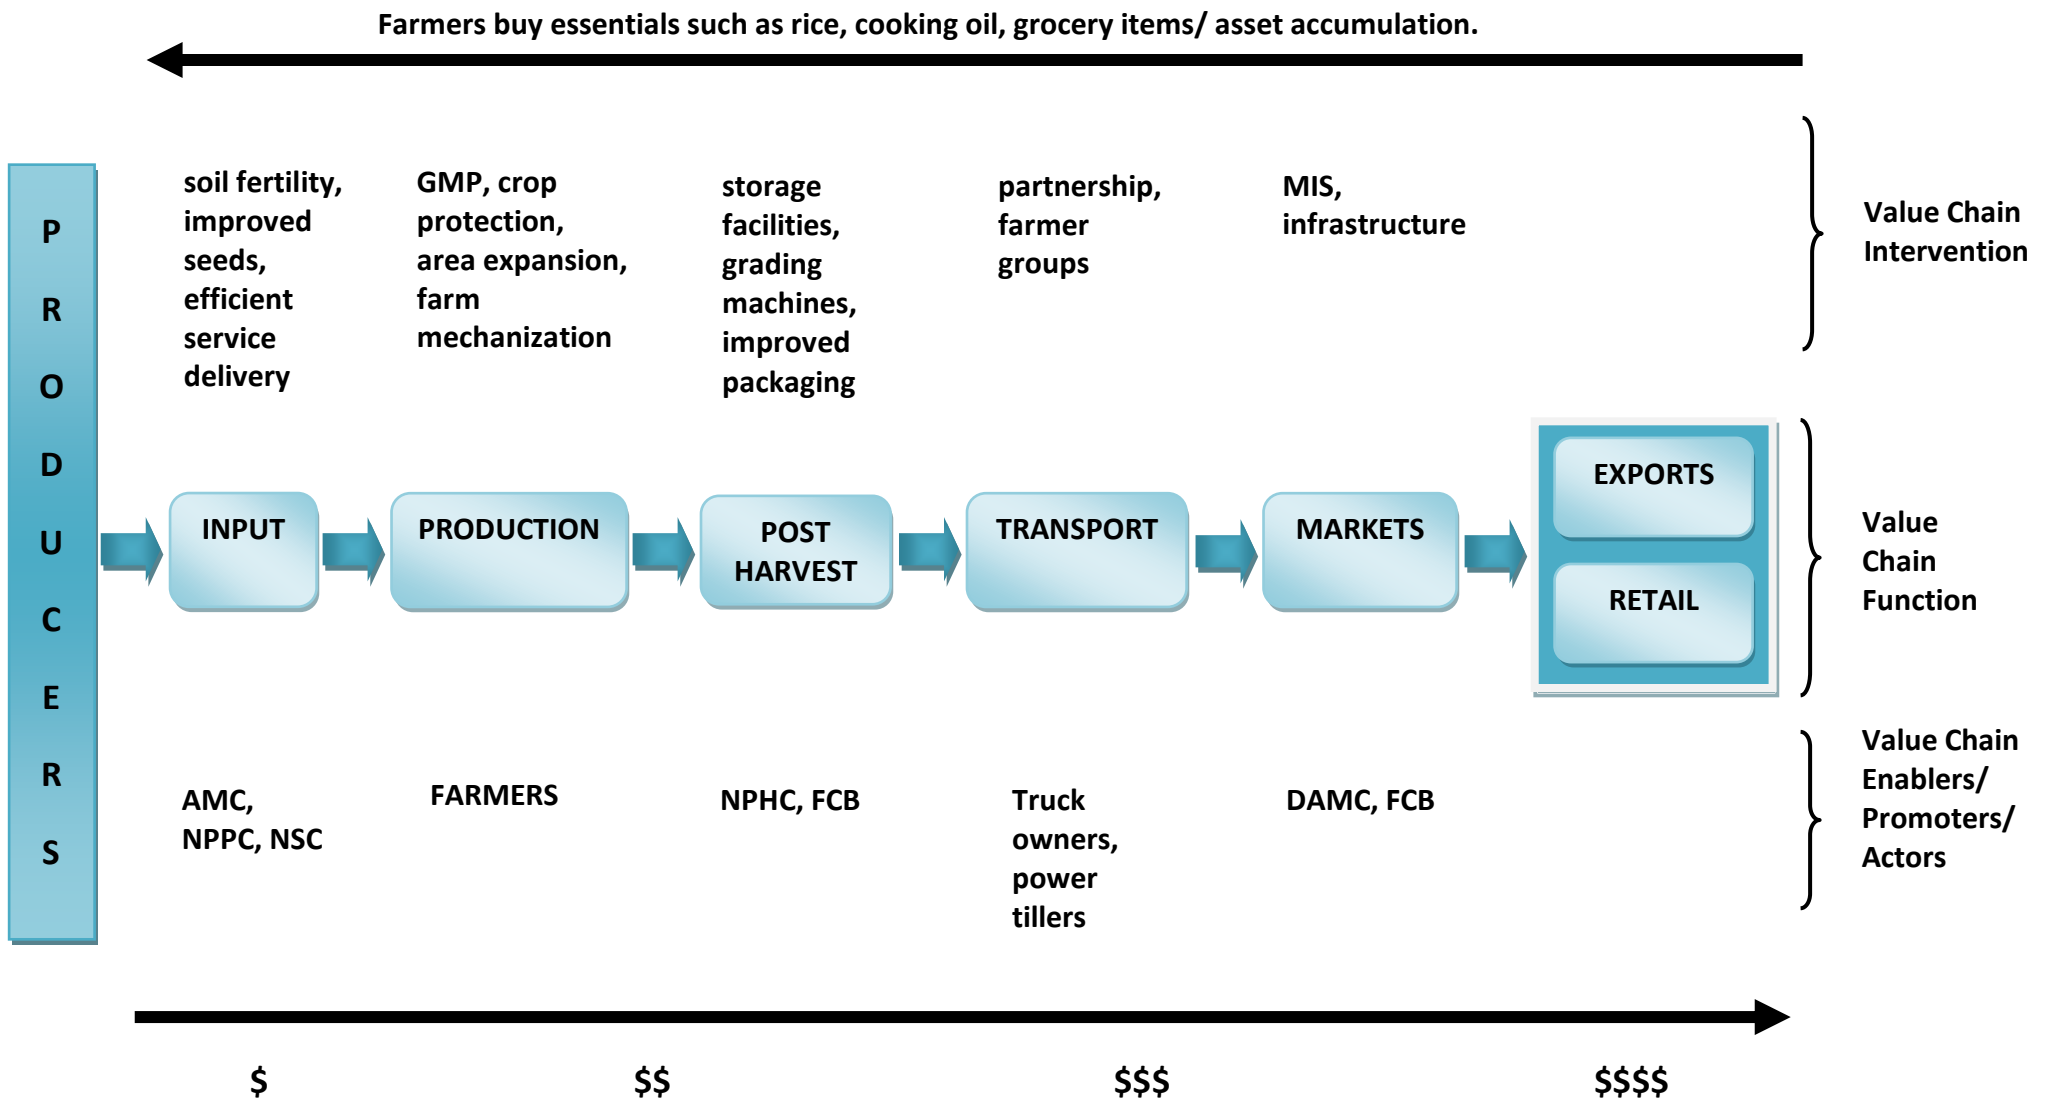 Farmers buy essentials such as rice, cooking oil, grocery items/ asset accumulation.
P
R
O
D
U
C
E
R
S
soil fertility,
improved
seeds,
efficient
service
delivery
GMP, crop
protection,
area expansion,
farm
mechanization
storage
facilities,
grading
machines,
improved
packaging
partnership,
farmer
groups
MIS,
infrastructure
Value Chain
Intervention
INPUT
PRODUCTION
POST
HARVEST
TRANSPORT
MARKETS
EXPORTS
RETAIL
Value
Chain
Function
AMC,
NPPC, NSC
FARMERS
NPHC, FCB
Truck
owners,
power
tillers
DAMC, FCB
Value Chain
Enablers/
Promoters/
Actors
$
$$
$$$
$$$$